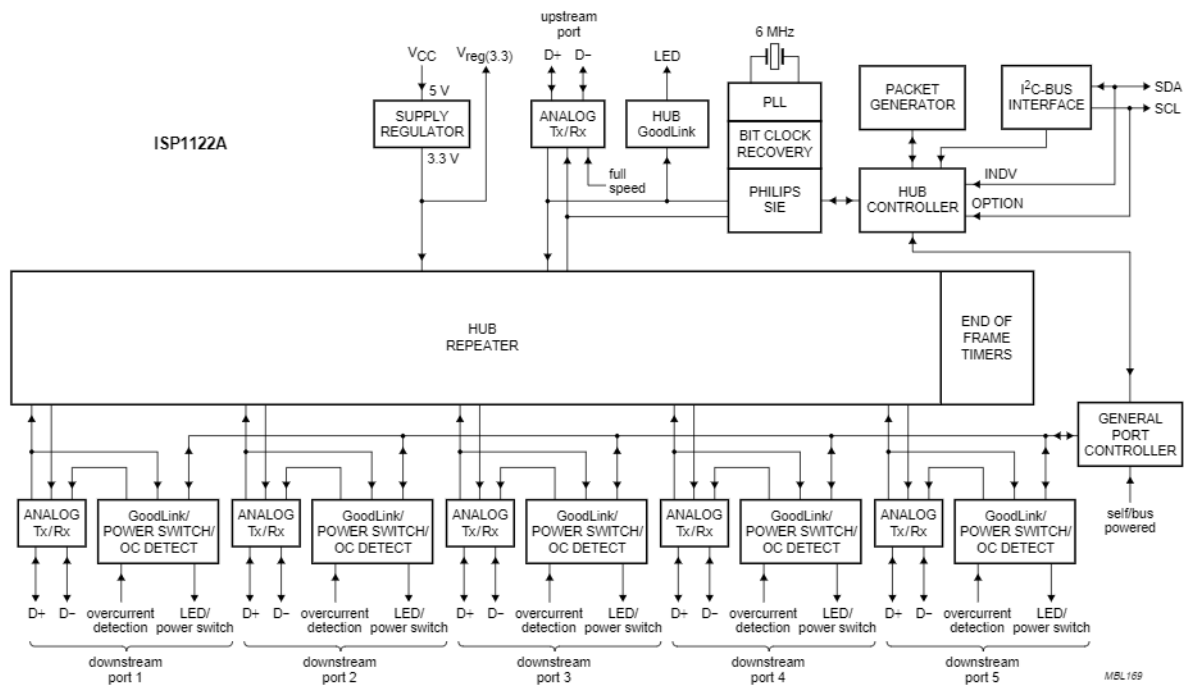 upstream
port
6 MHz
VCC
Vreg(3.3)
D+
D−
LED
5 V
SUPPLY
REGULATOR
3.3 V
ANALOG
Tx/Rx
HUB
GoodLink
PLL
BIT CLOCK
RECOVERY
PHILIPS
SIE
PACKET
GENERATOR
I²C-BUS
INTERFACE
SDA
SCL
ISP1122A
full
speed
HUB
CONTROLLER
INDV
OPTION
HUB
REPEATER
END OF
FRAME
TIMERS
GENERAL
PORT
CONTROLLER
self/bus
powered
ANALOG
Tx/Rx
GoodLink/
POWER SWITCH/
OC DETECT
D+
D−
overcurrent
detection
LED/
power switch
downstream
port 1
ANALOG
Tx/Rx
GoodLink/
POWER SWITCH/
OC DETECT
D+
D−
overcurrent
detection
LED/
power switch
downstream
port 2
ANALOG
Tx/Rx
GoodLink/
POWER SWITCH/
OC DETECT
D+
D−
overcurrent
detection
LED/
power switch
downstream
port 3
ANALOG
Tx/Rx
GoodLink/
POWER SWITCH/
OC DETECT
D+
D−
overcurrent
detection
LED/
power switch
downstream
port 4
ANALOG
Tx/Rx
GoodLink/
POWER SWITCH/
OC DETECT
D+
D−
overcurrent
detection
LED/
power switch
downstream
port 5
MBL169